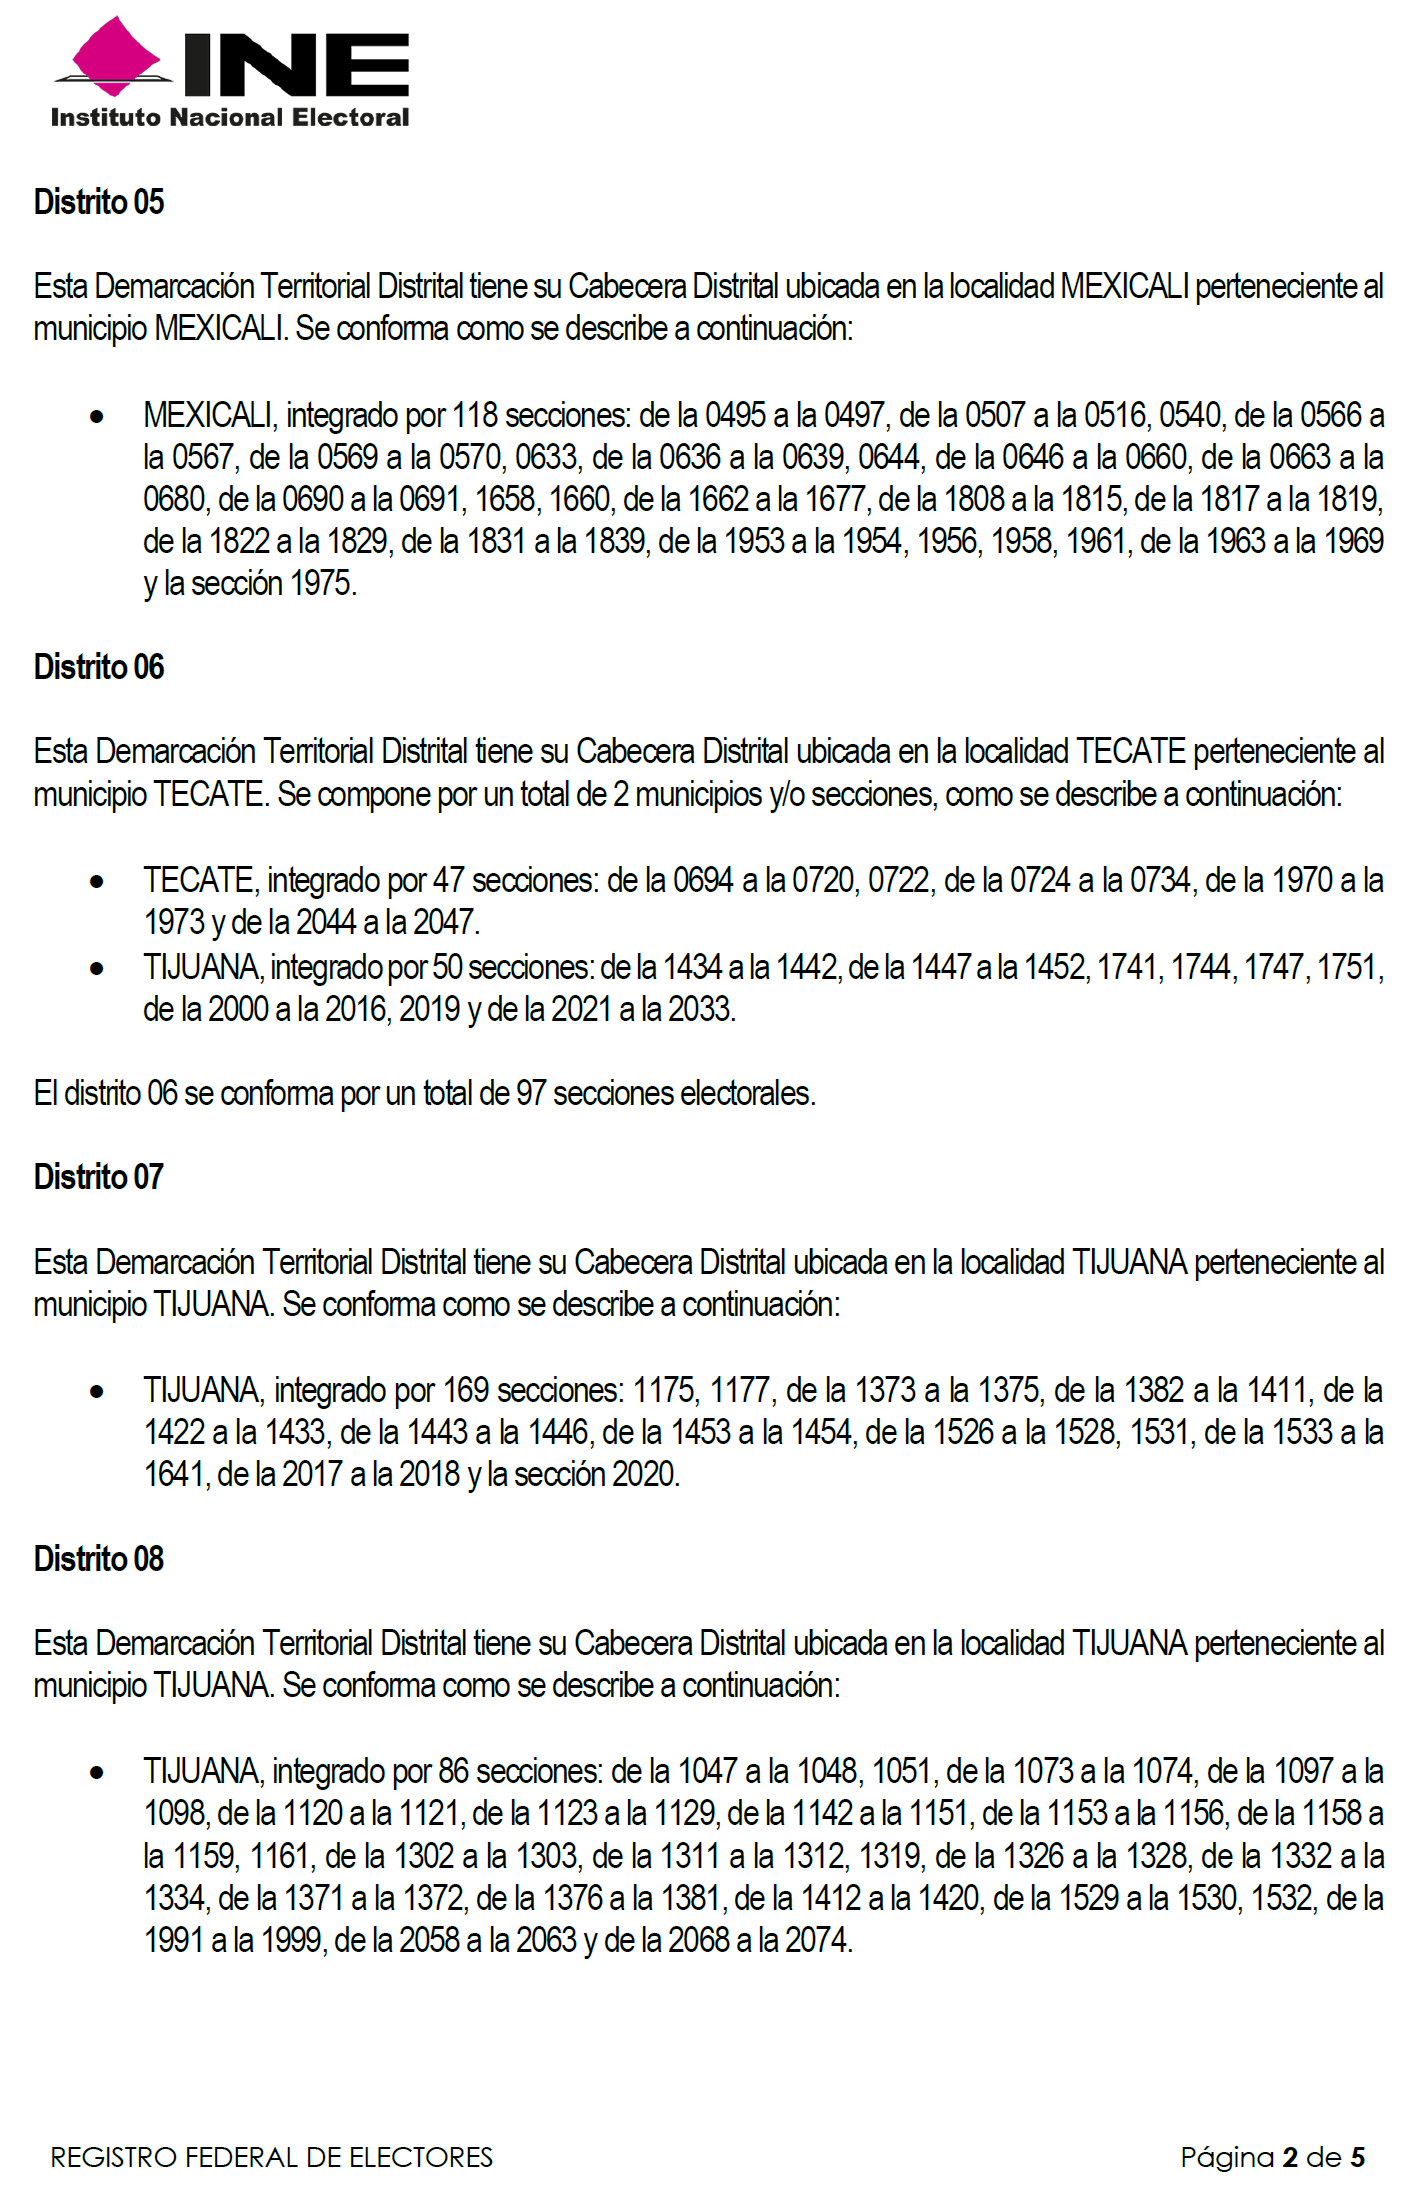 INE
Instituto Nacional Electoral
Distrito 05
Esta Demarcación Territorial Distrital tiene su Cabecera Distrital ubicada en la localidad MEXICALI perteneciente al
municipio MEXICALI. Se conforma como se describe a continuación:
● MEXICALI, integrado por 118 secciones: de la 0495 a la 0497, de la 0507 a la 0516, 0540, de la 0566 a
la 0567, de la 0569 a la 0570, 0633, de la 0636 a la 0639, 0644, de la 0646 a la 0660, de la 0663 a la
0680, de la 0690 a la 0691, 1658, 1660, de la 1662 a la 1677, de la 1808 a la 1815, de la 1817 a la 1819,
de la 1822 a la 1829, de la 1831 a la 1839, de la 1953 a la 1954, 1956, 1958, 1961, de la 1963 a la 1969
y la sección 1975.
Distrito 06
Esta Demarcación Territorial Distrital tiene su Cabecera Distrital ubicada en la localidad TECATE perteneciente al
municipio TECATE. Se compone por un total de 2 municipios y/o secciones, como se describe a continuación:
● TECATE, integrado por 47 secciones: de la 0694 a la 0720, 0722, de la 0724 a la 0734, de la 1970 a la
1973 y de la 2044 a la 2047.
● TIJUANA, integrado por 50 secciones: de la 1434 a la 1442, de la 1447 a la 1452, 1741, 1744, 1747, 1751,
de la 2000 a la 2016, 2019 y de la 2021 a la 2033.
El distrito 06 se conforma por un total de 97 secciones electorales.
Distrito 07
Esta Demarcación Territorial Distrital tiene su Cabecera Distrital ubicada en la localidad TIJUANA perteneciente al
municipio TIJUANA. Se conforma como se describe a continuación:
● TIJUANA, integrado por 169 secciones: 1175, 1177, de la 1373 a la 1375, de la 1382 a la 1411, de la
1422 a la 1433, de la 1443 a la 1446, de la 1453 a la 1454, de la 1526 a la 1528, 1531, de la 1533 a la
1641, de la 2017 a la 2018 y la sección 2020.
Distrito 08
Esta Demarcación Territorial Distrital tiene su Cabecera Distrital ubicada en la localidad TIJUANA perteneciente al
municipio TIJUANA. Se conforma como se describe a continuación:
● TIJUANA, integrado por 86 secciones: de la 1047 a la 1048, 1051, de la 1073 a la 1074, de la 1097 a la
1098, de la 1120 a la 1121, de la 1123 a la 1129, de la 1142 a la 1151, de la 1153 a la 1156, de la 1158 a
la 1159, 1161, de la 1302 a la 1303, de la 1311 a la 1312, 1319, de la 1326 a la 1328, de la 1332 a la
1334, de la 1371 a la 1372, de la 1376 a la 1381, de la 1412 a la 1420, de la 1529 a la 1530, 1532, de la
1991 a la 1999, de la 2058 a la 2063 y de la 2068 a la 2074.
REGISTRO FEDERAL DE ELECTORES
Página 2 de 5